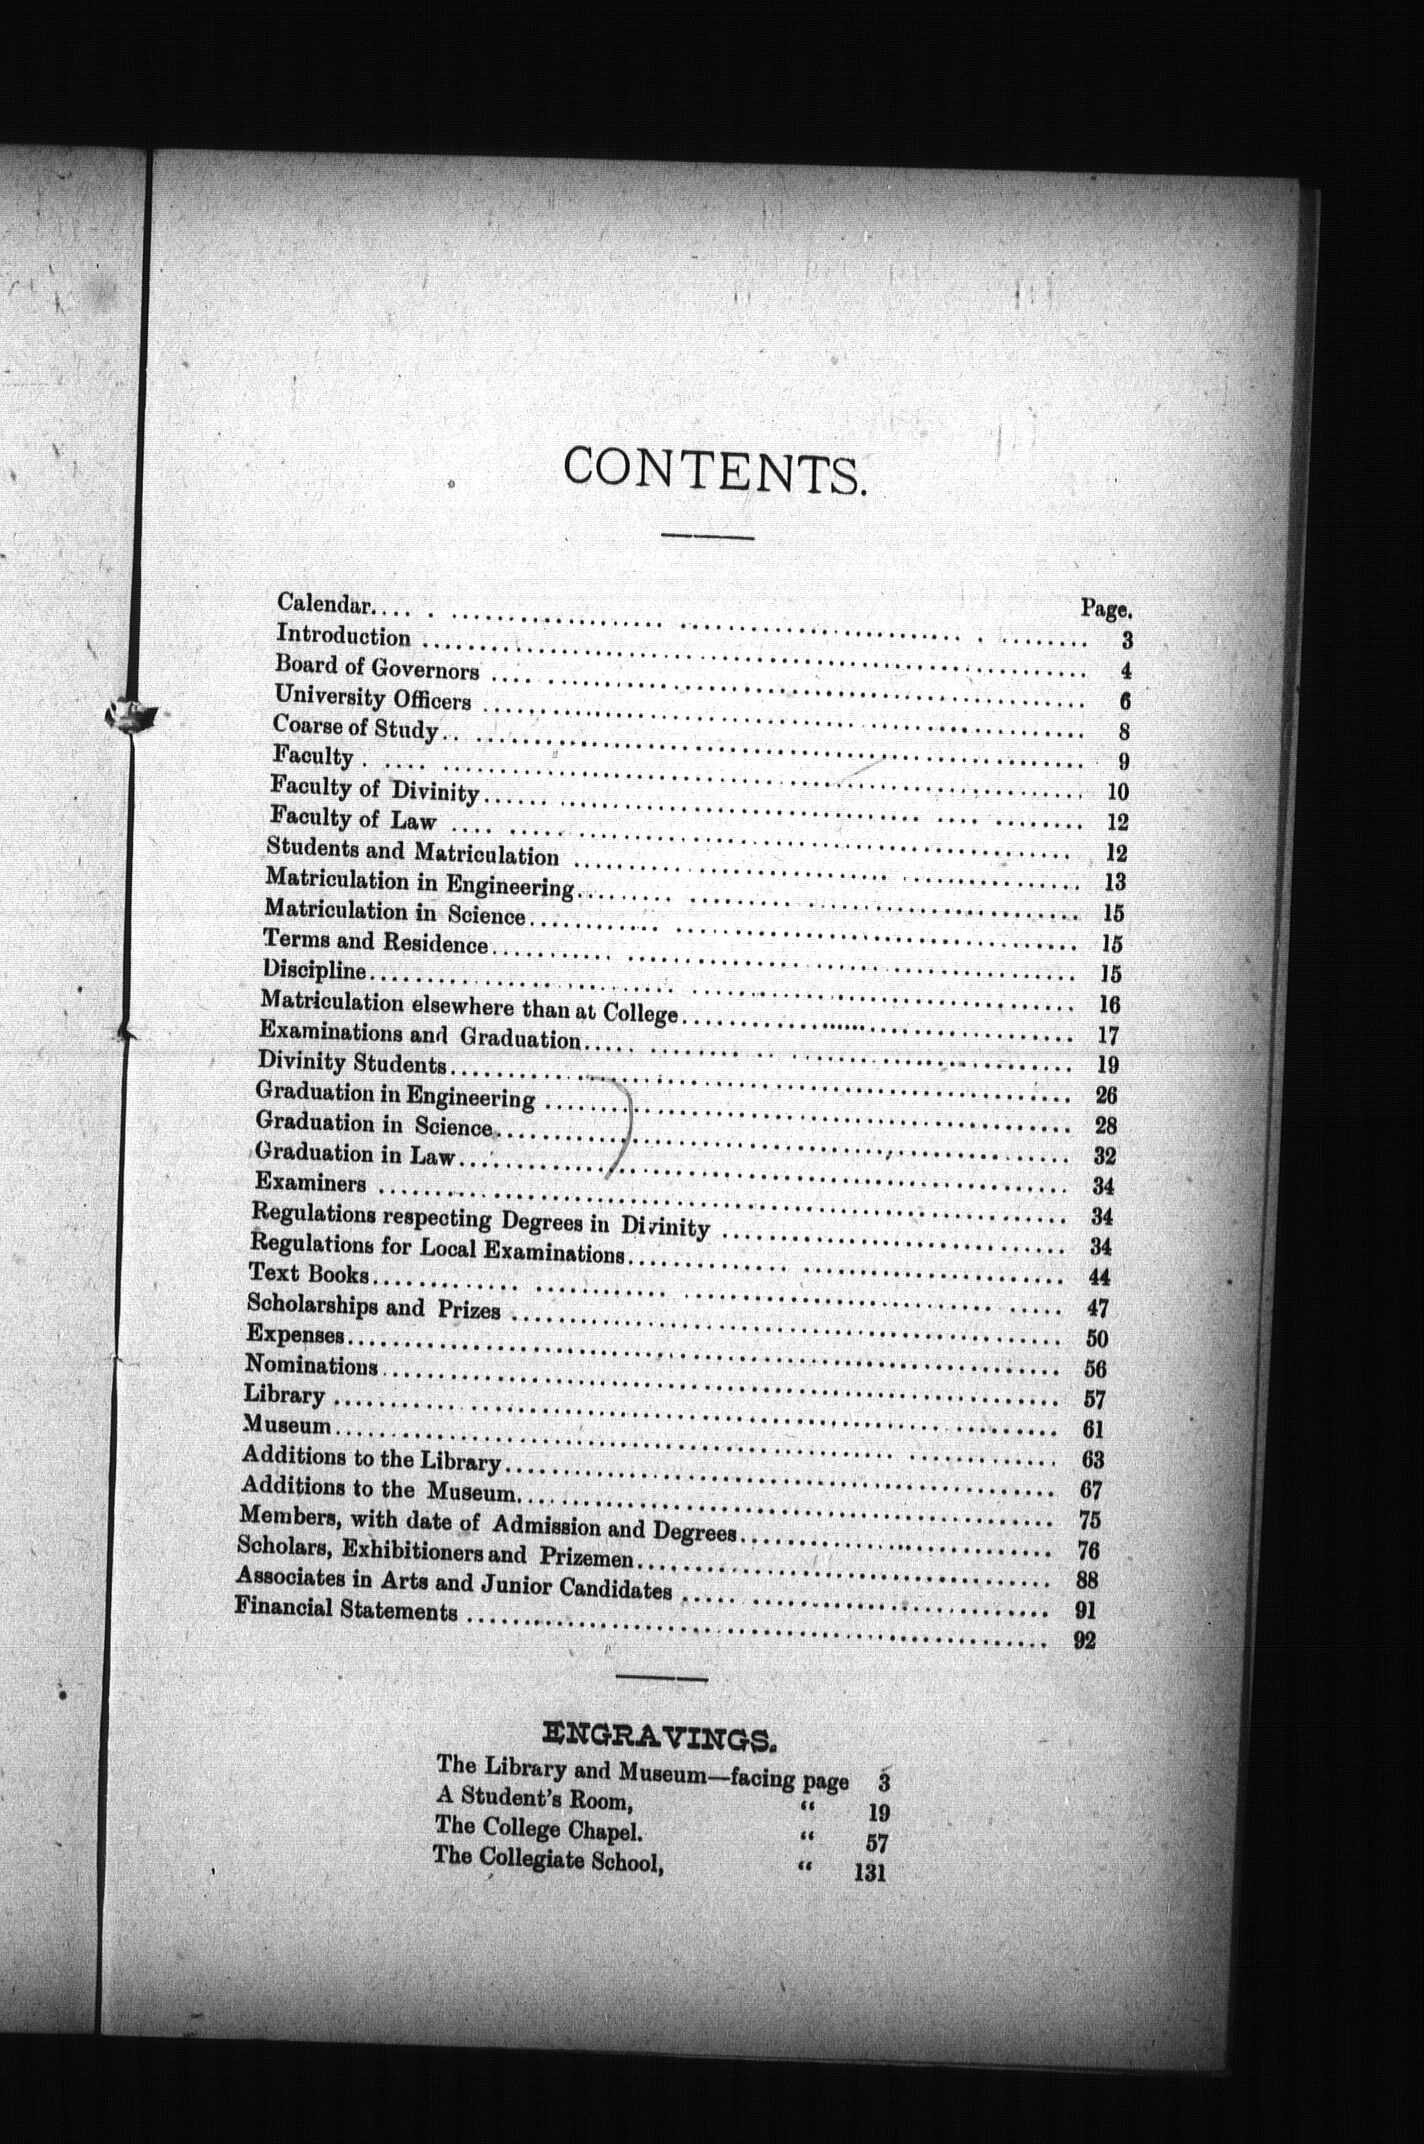 CONTENTS.
Page.
Calendar 3
Introduction 4
Board of Governors 6
University Officers 8
Coarse of Study 9
Faculty 10
Faculty of Divinity 12
Faculty of Law 12
Students and Matriculation 13
Matriculation in Engineering 15
Matriculation in Science 15
Terms and Residence 15
Discipline 16
Matriculation elsewhere than at College 17
Examinations and Graduation 19
Divinity Students 26
Graduation in Engineering 28
Graduation in Science 32
Graduation in Law 34
Examiners 34
Regulations respecting Degrees in Divinity 34
Regulations for Local Examinations 44
Text Books 47
Scholarships and Prizes 50
Expenses 56
Nominations 57
Library 61
Museum 63
Additions to the Library 67
Additions to the Museum 75
Members, with date of Admission and Degrees 76
Scholars, Exhibitioners and Prizemen 88
Associates in Arts and Junior Candidates 91
Financial Statements 92
ENGRAVINGS.
The Library and Museum—facing page 3
A Student's Room, “ 19
The College Chapel. “ 57
The Collegiate School, “ 131